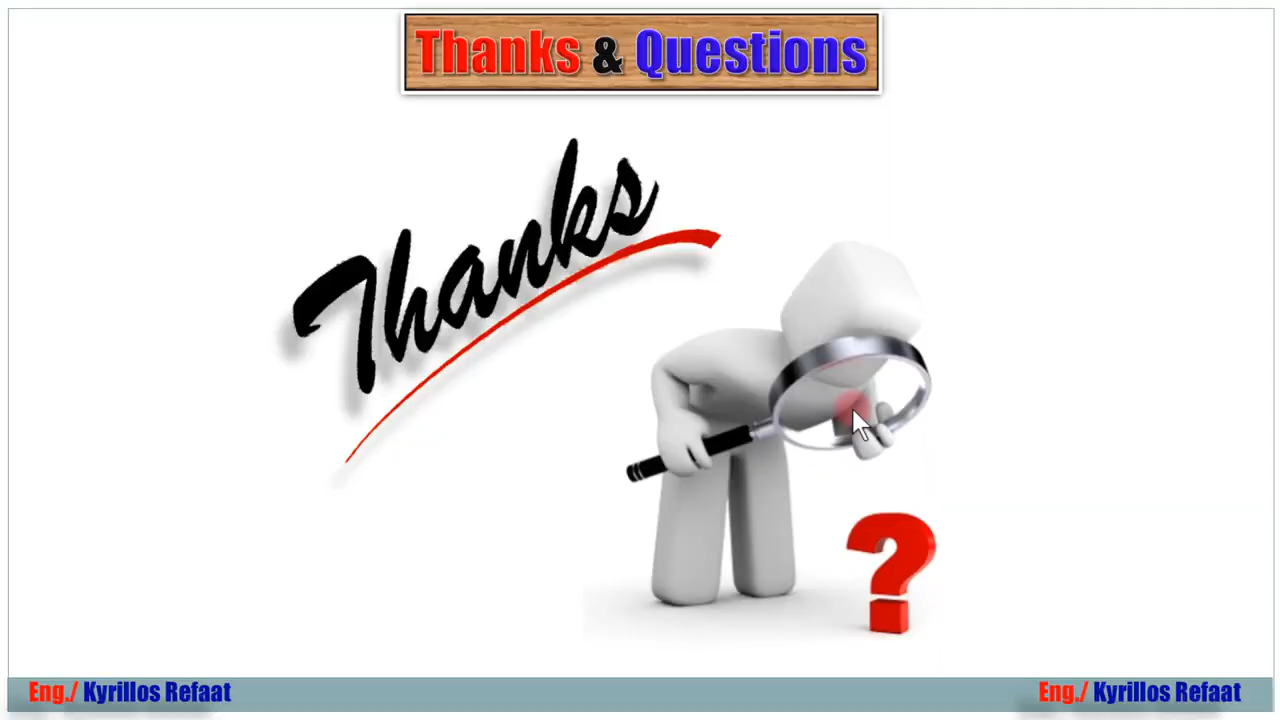 Thanks & Questions
Thanks
?
Eng./ Kyrillos Refaat
Eng./ Kyrillos Refaat